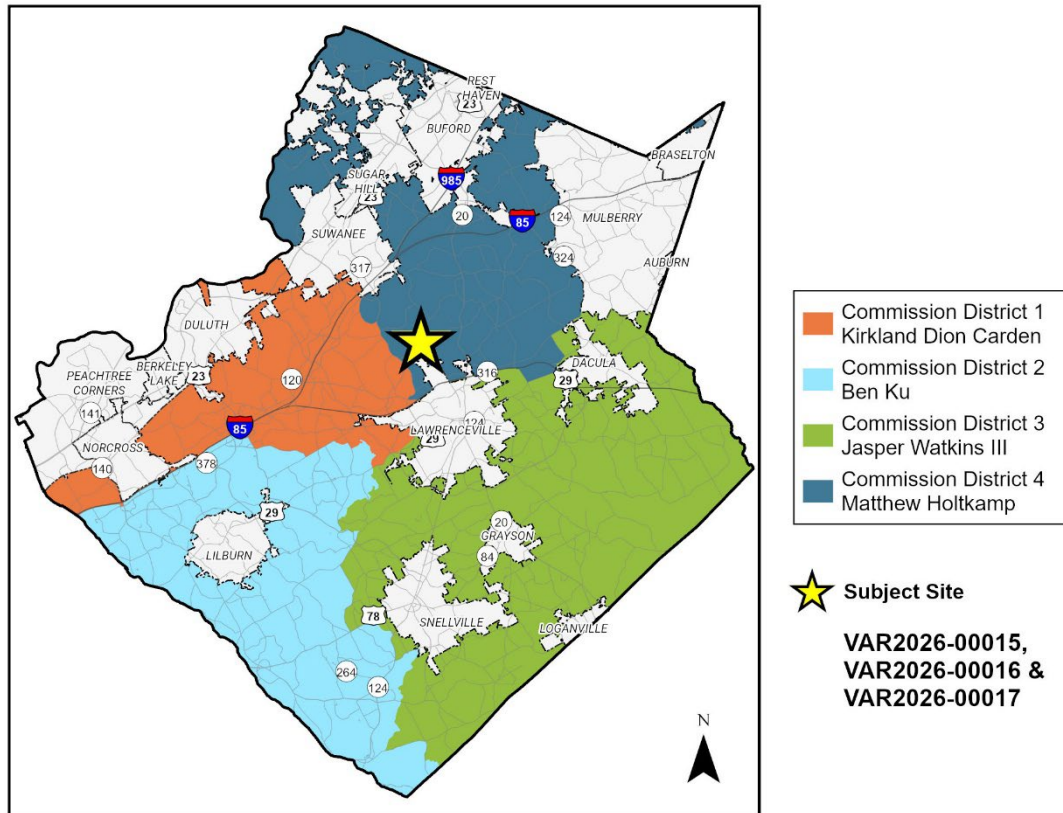 REST
HAVEN
23
BUFORD
BRASELTON
985
SUGAR
HILL
23
20
85
124
MULBERRY
SUWANEE
324
317
AUBURN
DULUTH
BERKELEY
LAKE
23
PEACHTREE
CORNERS
141
120
316
29
DACULA
NORCROSS
85
124
29
LAWRENCEVILLE
140
378
29
LILBURN
20
GRAYSON
84
78
SNELLVILLE
LOGANVILLE
264
124
N
Commission District 1
Kirkland Dion Carden
Commission District 2
Ben Ku
Commission District 3
Jasper Watkins III
Commission District 4
Matthew Holtkamp
Subject Site
VAR2026-00015,
VAR2026-00016 &
VAR2026-00017